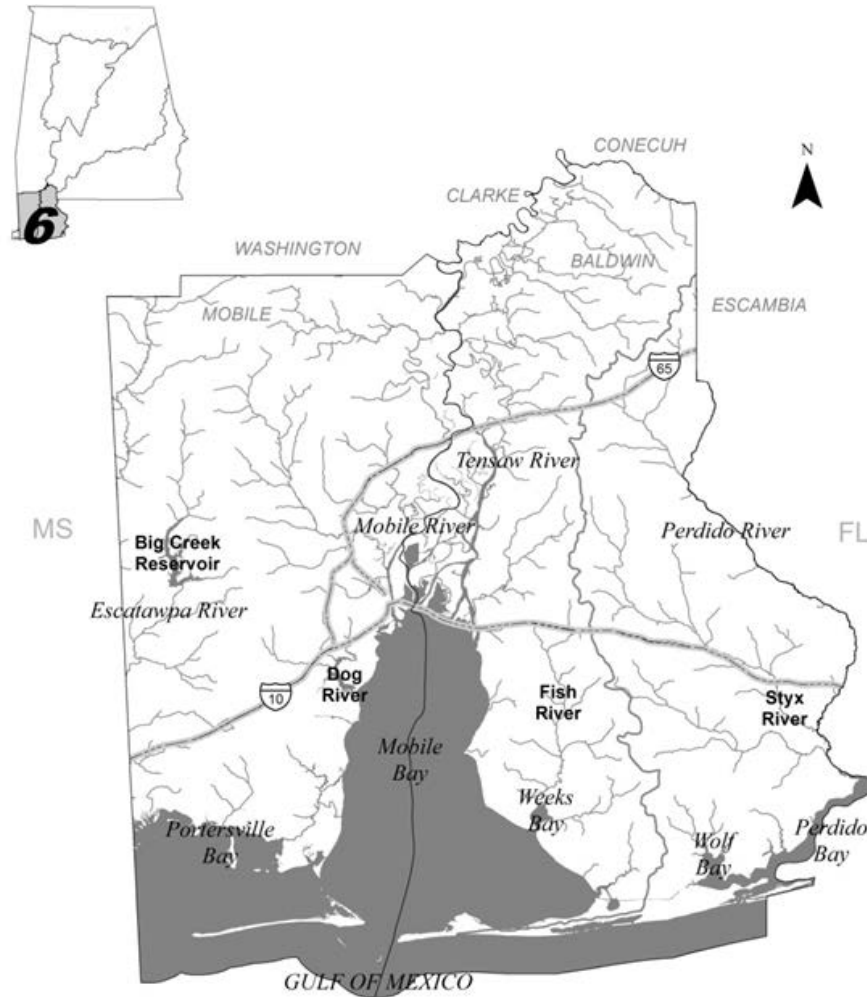 6
N
CONECUH
CLARKE
WASHINGTON
BALDWIN
MOBILE
ESCAMBIA
65
Tensaw River
MS
Mobile River
Perdido River
FL
Big Creek
Reservoir
Escatawpa River
Dog
River
10
Fish
River
Styx
River
Mobile
Bay
Weeks
Bay
Portersville
Bay
Wolf
Bay
Perdido
Bay
GULF OF MEXICO